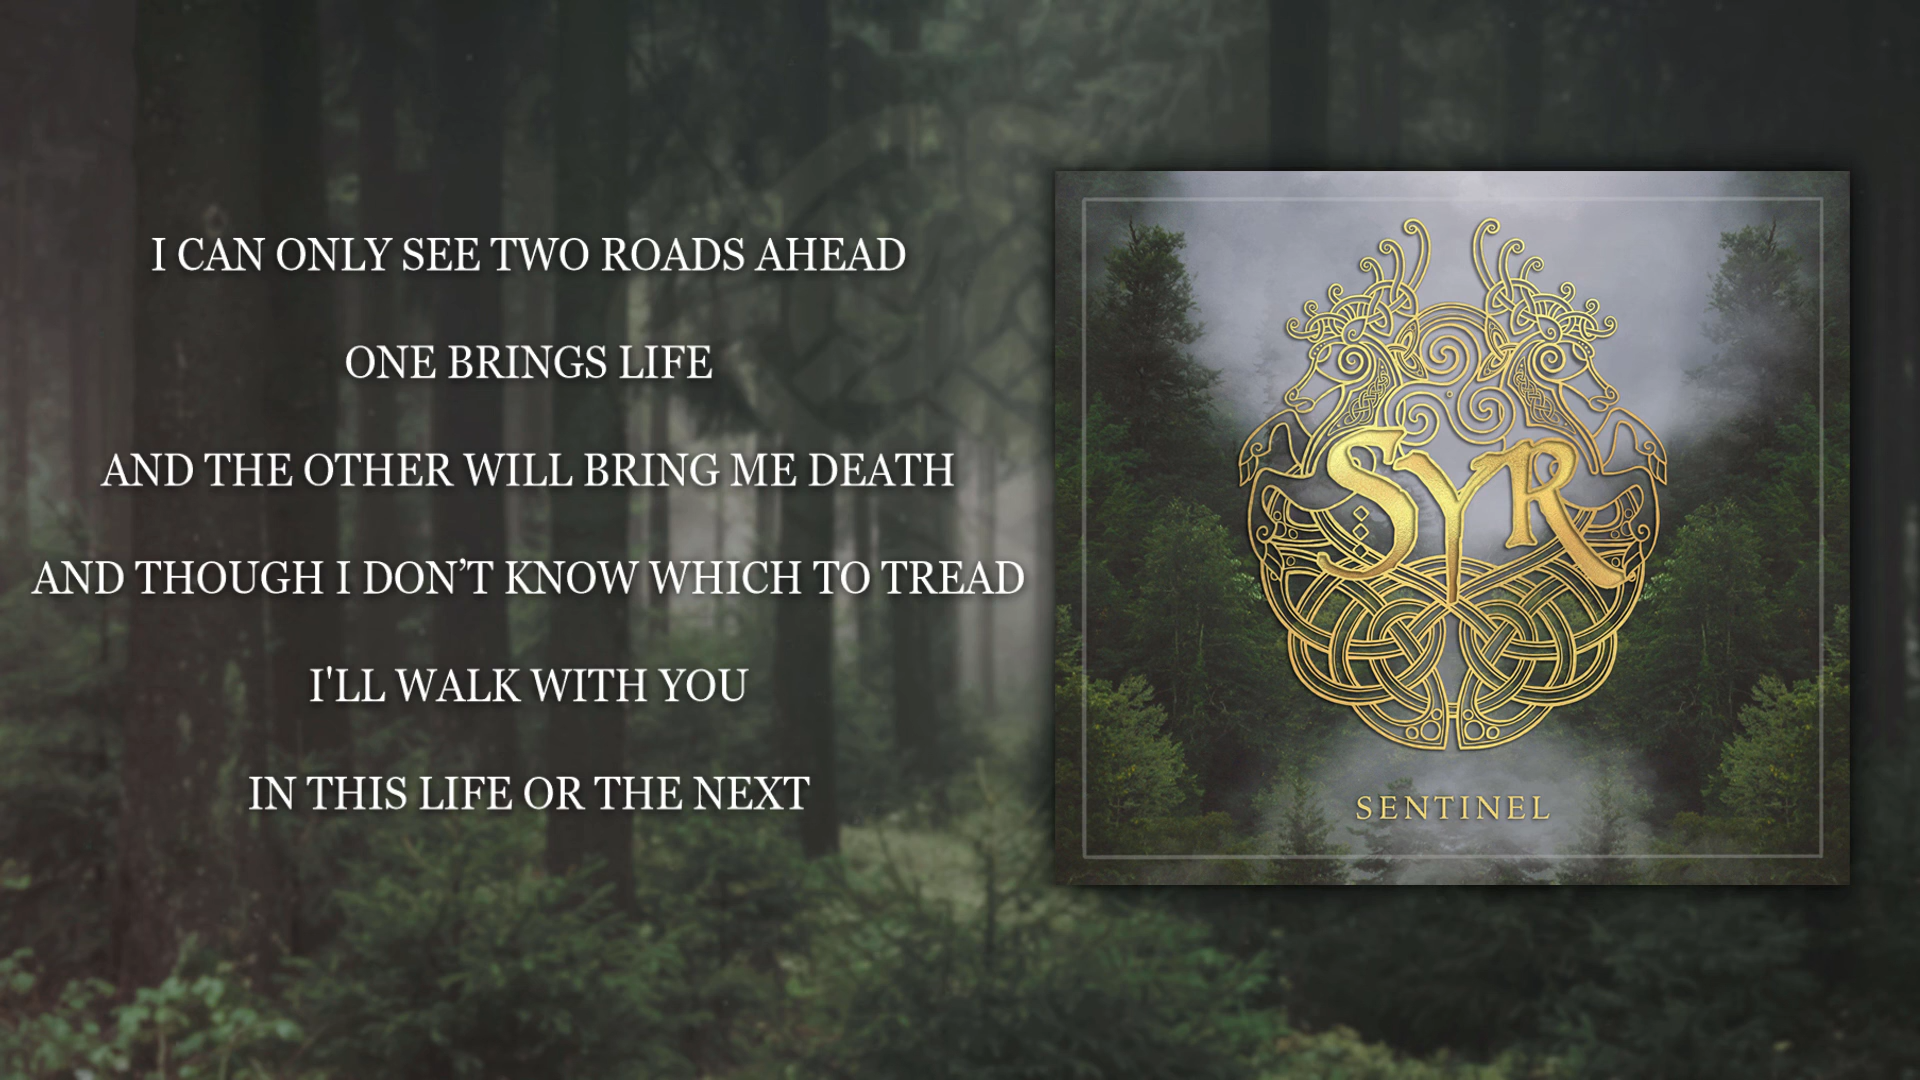 I CAN ONLY SEE TWO ROADS AHEAD
ONE BRINGS LIFE
AND THE OTHER WILL BRING ME DEATH
AND THOUGH I DON’T KNOW WHICH TO TREAD
I'LL WALK WITH YOU
IN THIS LIFE OR THE NEXT
SYR
SENTINEL